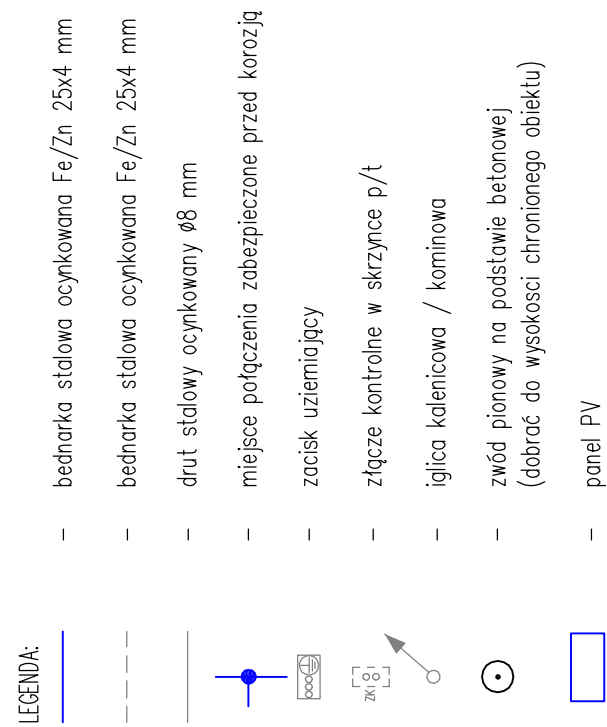 LEGENDA:
- bednarka stalowa ocynkowana Fe/Zn 25x4 mm
- bednarka stalowa ocynkowana Fe/Zn 25x4 mm
- drut stalowy ocynkowany ø8 mm
- miejsce połączenia zabezpieczone przed korozją
- zacisk uziemiający
ZK - złącze kontrolne w skrzynce p/t
- iglica kalenicowa / kominowa
- zwód pionowy na podstawie betonowej
(dobrać do wysokosci chronionego obiektu)
- panel PV